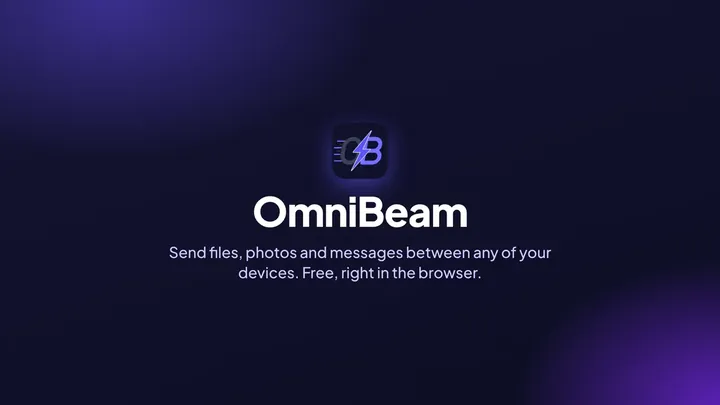 OB
OmniBeam
Send files, photos and messages between any of your
devices. Free, right in the browser.